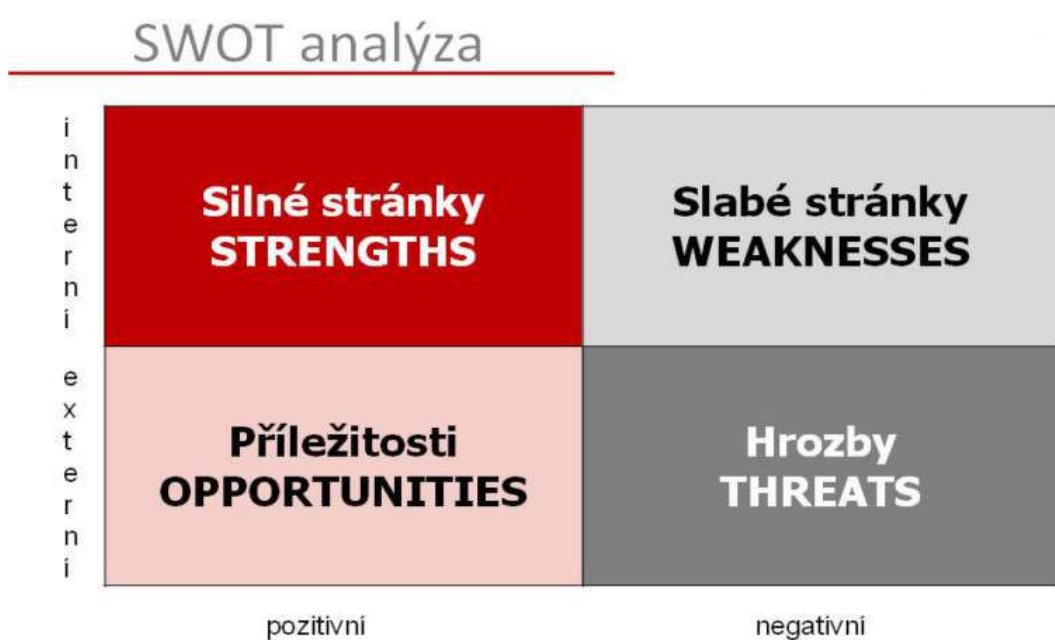 SWOT analýza
interní
Silné stránky
STRENGTHS
Slabé stránky
WEAKNESSES
externí
Příležitosti
OPPORTUNITIES
Hrozby
THREATS
pozitivní
negativní